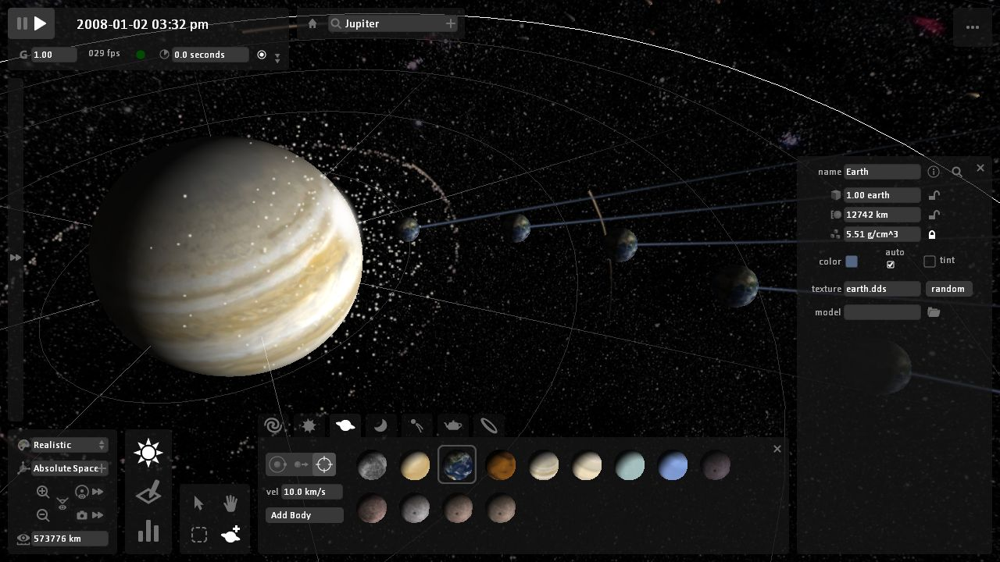 2008-01-02 03:32 pm
Jupiter
G 1.00
029 fps
0.0 seconds
name Earth
1.00 earth
12742 km
5.51 g/cm^3
color
auto
tint
texture earth.dds
random
model
Realistic
Absolute Space
573776 km
vel 10.0 km/s
Add Body